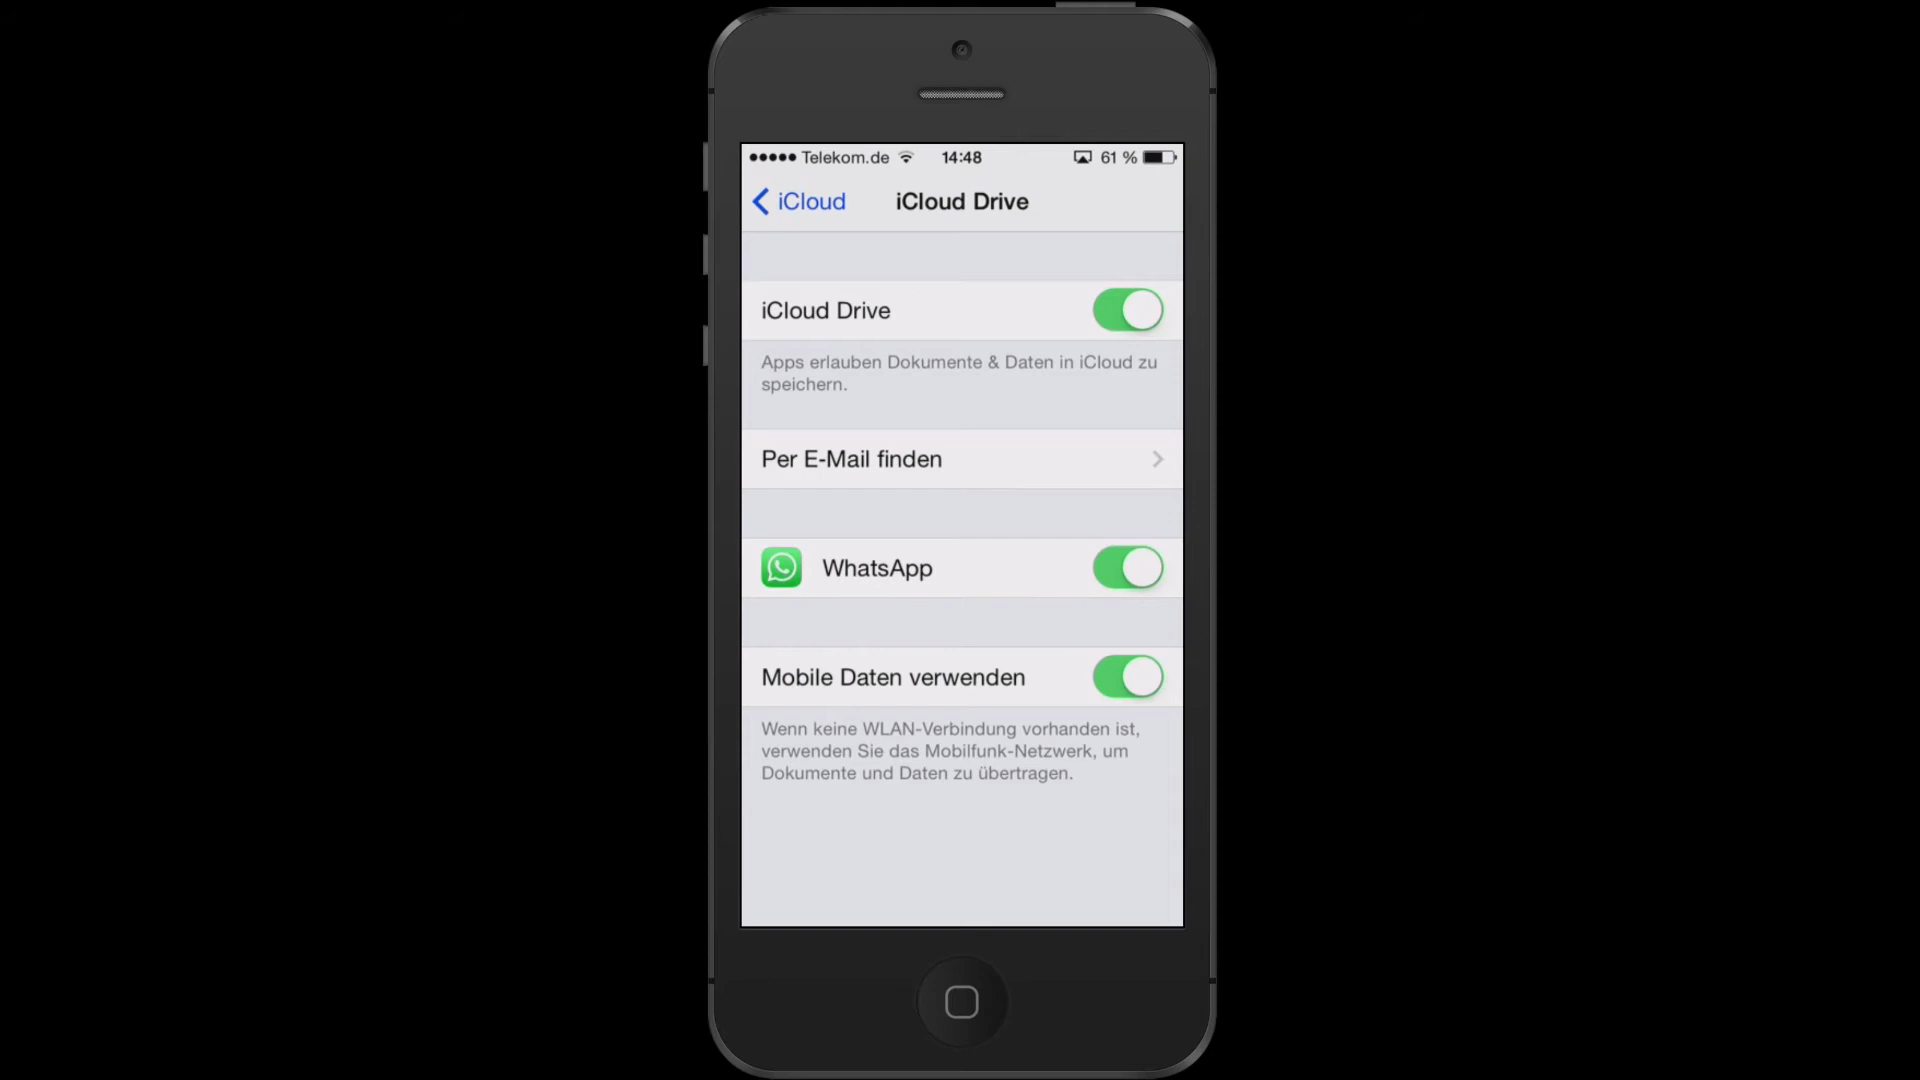 Telekom.de 14:48 61 %
iCloud iCloud Drive
iCloud Drive
Apps erlauben Dokumente & Daten in iCloud zu
speichern.
Per E-Mail finden
WhatsApp
Mobile Daten verwenden
Wenn keine WLAN-Verbindung vorhanden ist,
verwenden Sie das Mobilfunk-Netzwerk, um
Dokumente und Daten zu übertragen.